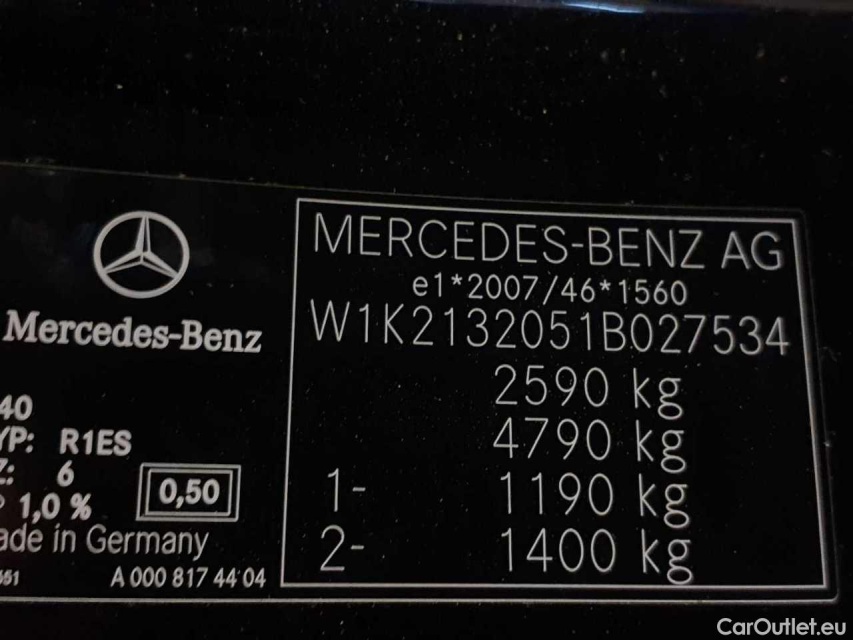 Mercedes-Benz
40
YP: R1ES
Z: 6
P 1,0 %
0,50
ade in Germany
561 A 000 817 44 04
MERCEDES-BENZ AG
e1*2007/46*1560
W1K2132051B027534
2590 kg
4790 kg
1- 1190 kg
2- 1400 kg
CarOutlet.eu